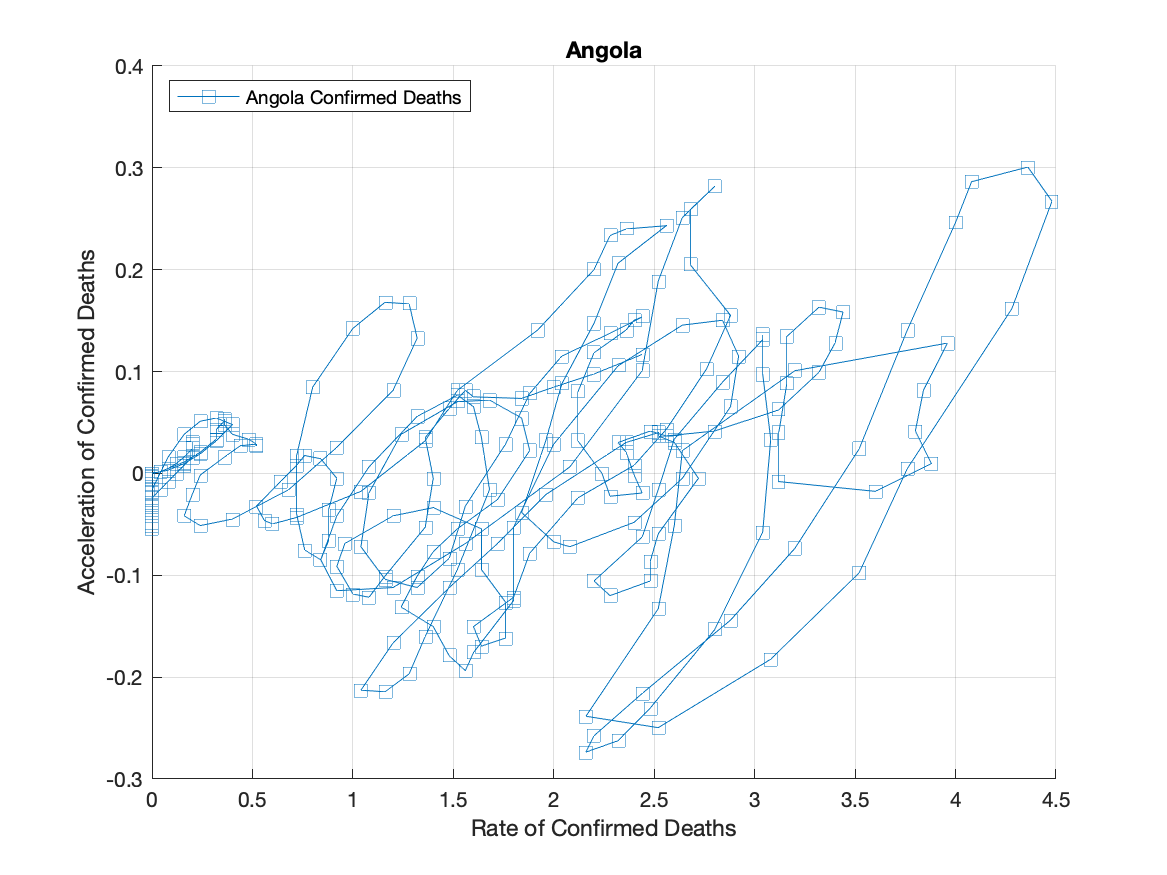 Angola
0.4
Angola Confirmed Deaths
0.3
0.2
0.1
0
-0.1
-0.2
-0.3
Acceleration of Confirmed Deaths
0 0.5 1 1.5 2 2.5 3 3.5 4 4.5
Rate of Confirmed Deaths